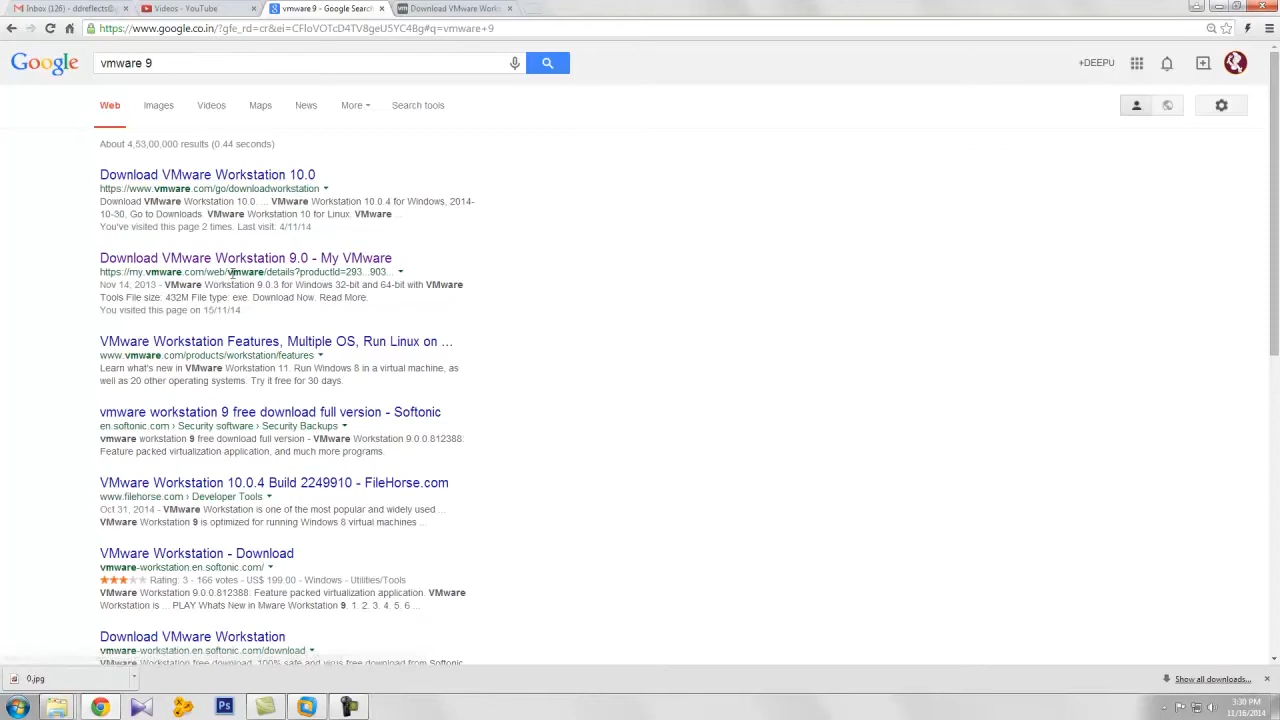 Inbox (126) - ddreflects@
Videos - YouTube
vmware 9 - Google Search
Download VMware Works
https://www.google.co.in/?gfe_rd=cr&ei=CFloVOTcD4TV8geU5YC4Bg#q=vmware+9
Google
vmware 9
+DEEPU
Web Images Videos Maps News More Search tools
About 4,53,00,000 results (0.44 seconds)
Download VMware Workstation 10.0
https://www.vmware.com/go/downloadworkstation
Download VMware Workstation 10.0. ... VMware Workstation 10.0.4 for Windows, 2014-
10-30, Go to Downloads. VMware Workstation 10 for Linux. VMware ...
You've visited this page 2 times. Last visit: 4/11/14
Download VMware Workstation 9.0 - My VMware
https://my.vmware.com/web/vmware/details?productId=293...903...
Nov 14, 2013 - VMware Workstation 9.0.3 for Windows 32-bit and 64-bit with VMware
Tools File size: 432M File type: exe. Download Now. Read More.
You visited this page on 15/11/14.
VMware Workstation Features, Multiple OS, Run Linux on ...
www.vmware.com/products/workstation/features
Learn what's new in VMware Workstation 11. Run Windows 8 in a virtual machine, as
well as 20 other operating systems. Try it free for 30 days.
vmware workstation 9 free download full version - Softonic
en.softonic.com › Security software › Security Backups
vmware workstation 9 free download full version - VMware Workstation 9.0.0.812388:
Feature packed virtualization application, and much more programs.
VMware Workstation 10.0.4 Build 2249910 - FileHorse.com
www.filehorse.com › Developer Tools
Oct 31, 2014 - VMware Workstation is one of the most popular and widely used ...
VMware Workstation 9 is optimized for running Windows 8 virtual machines ...
VMware Workstation - Download
vmware-workstation.en.softonic.com/
Rating: 3 - 166 votes - US$ 199.00 - Windows - Utilities/Tools
VMware Workstation 9.0.0.812388: Feature packed virtualization application. VMware
Workstation is ... PLAY Whats New in Mware Workstation 9. 1. 2. 3. 4. 5. 6 ...
Download VMware Workstation
vmware-workstation.en.softonic.com/download
VMware Workstation free download. 100% safe and virus free download from Softonic.
0.jpg
Show all downloads...
Ps
3:30 PM
11/16/2014